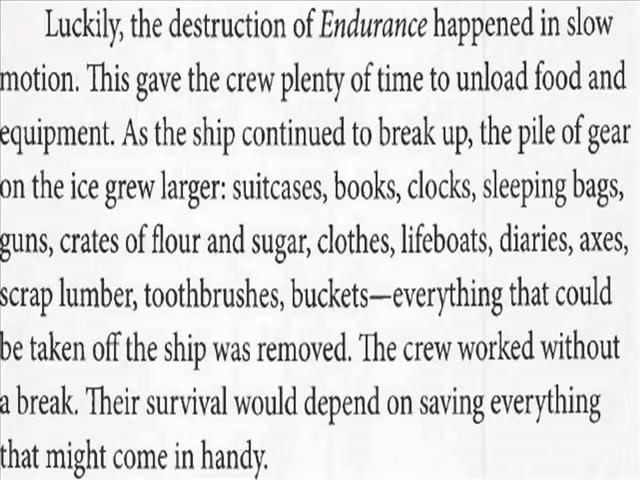 Luckily, the destruction of Endurance happened in slow
motion. This gave the crew plenty of time to unload food and
equipment. As the ship continued to break up, the pile of gear
on the ice grew larger: suitcases, books, clocks, sleeping bags,
guns, crates of flour and sugar, clothes, lifeboats, diaries, axes,
scrap lumber, toothbrushes, buckets—everything that could
be taken off the ship was removed. The crew worked without
a break. Their survival would depend on saving everything
that might come in handy.